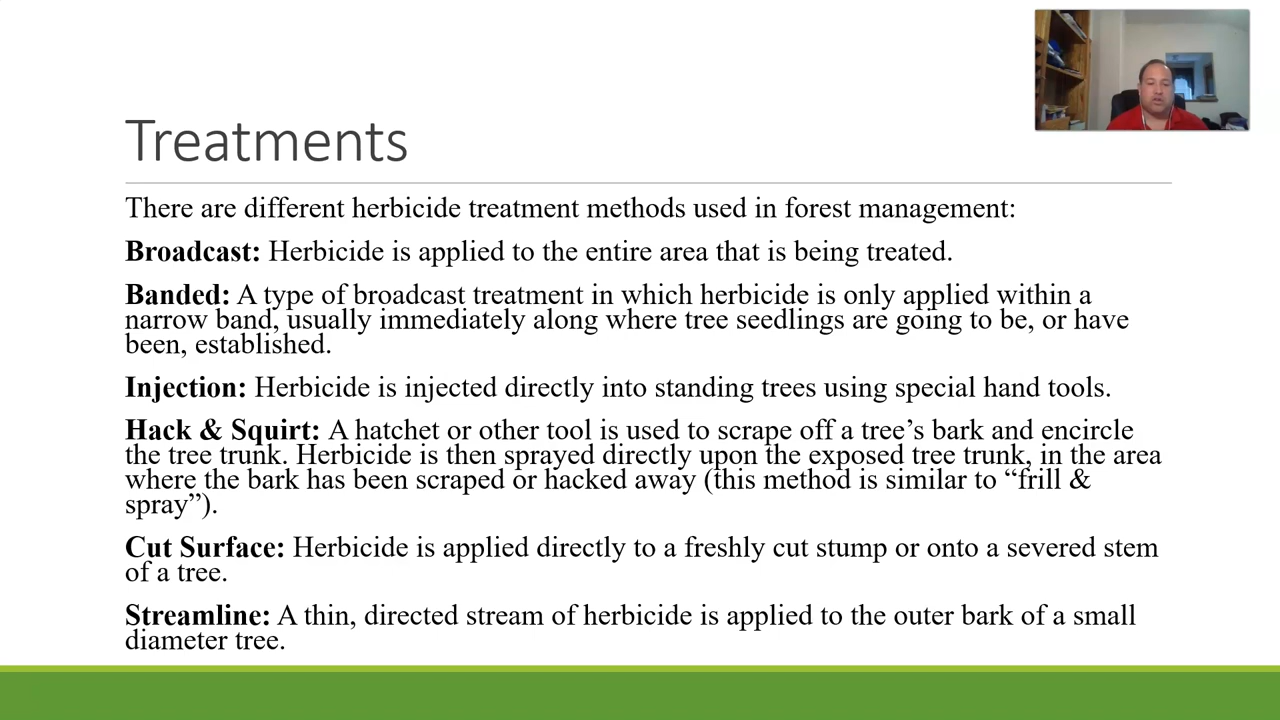 Treatments
There are different herbicide treatment methods used in forest management:
Broadcast: Herbicide is applied to the entire area that is being treated.
Banded: A type of broadcast treatment in which herbicide is only applied within a
narrow band, usually immediately along where tree seedlings are going to be, or have
been, established.
Injection: Herbicide is injected directly into standing trees using special hand tools.
Hack & Squirt: A hatchet or other tool is used to scrape off a tree’s bark and encircle
the tree trunk. Herbicide is then sprayed directly upon the exposed tree trunk, in the area
where the bark has been scraped or hacked away (this method is similar to “frill &
spray”).
Cut Surface: Herbicide is applied directly to a freshly cut stump or onto a severed stem
of a tree.
Streamline: A thin, directed stream of herbicide is applied to the outer bark of a small
diameter tree.